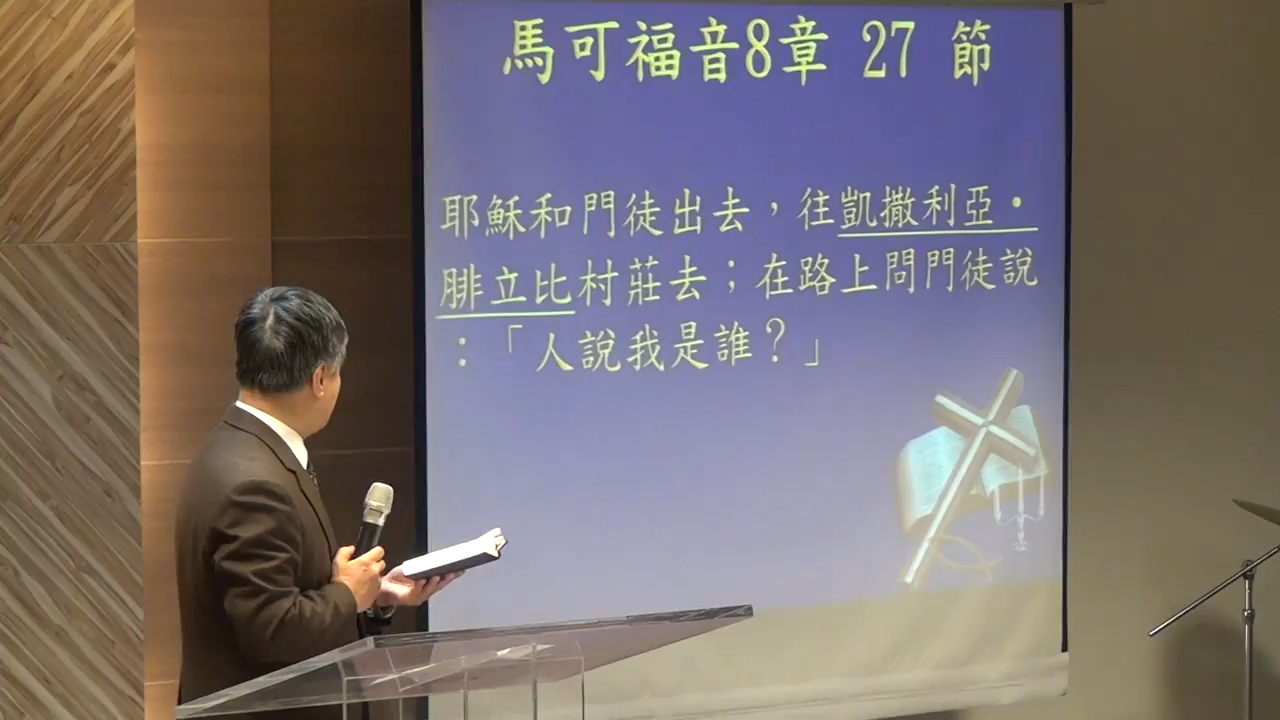 馬可福音8章 27 節
耶穌和門徒出去，往凱撒利亞•
腓立比村莊去；在路上問門徒說
：「人說我是誰？」